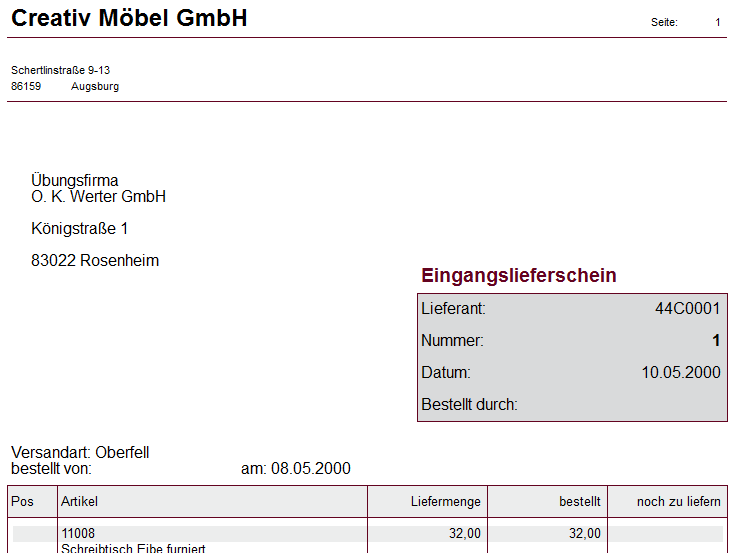 Creativ Möbel GmbH
Seite: 1
Schertlinstraße 9-13
86159 Augsburg
Übungsfirma
O. K. Werter GmbH
Königstraße 1
83022 Rosenheim
Eingangslieferschein
Lieferant: 44C0001
Nummer: 1
Datum: 10.05.2000
Bestellt durch:
Versandart: Oberfell
bestellt von: am: 08.05.2000
Pos Artikel Liefermenge bestellt noch zu liefern
11008 32,00 32,00
Schreibtisch Eibe furniert